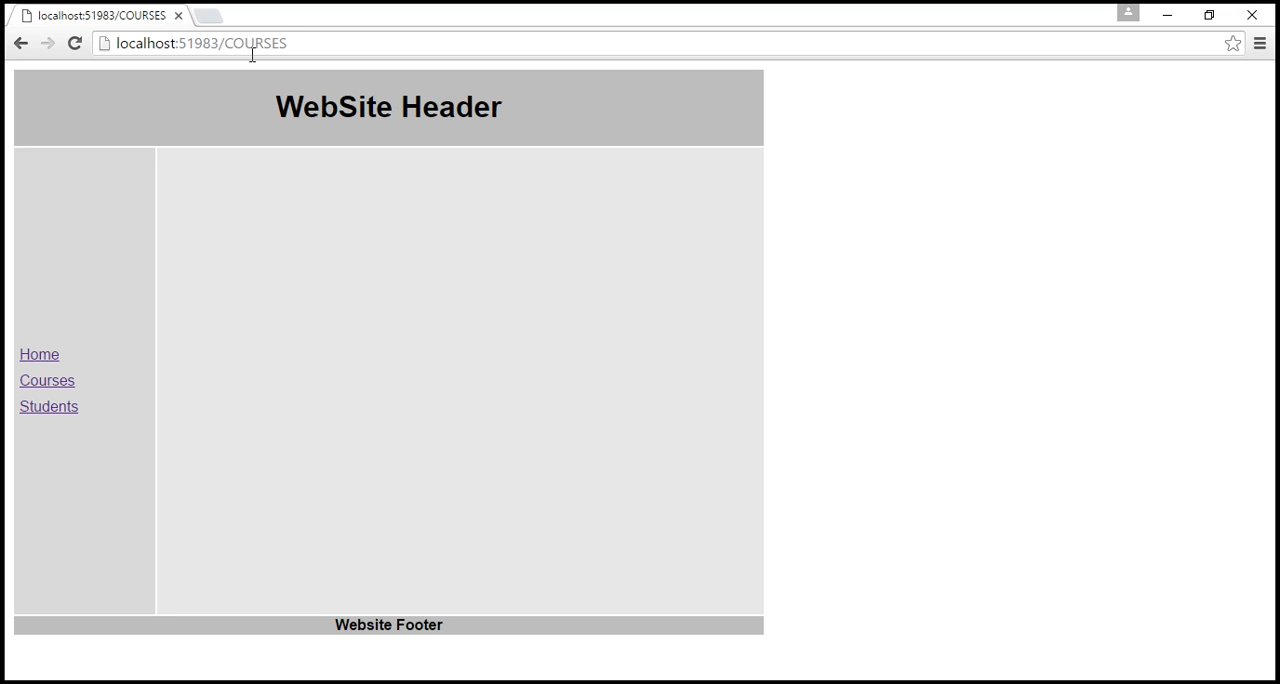 localhost:51983/COURSES
localhost:51983/COURSES
WebSite Header
Home
Courses
Students
Website Footer